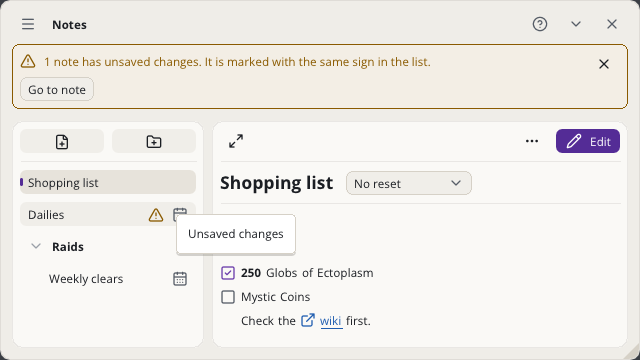 Notes
1 note has unsaved changes. It is marked with the same sign in the list.
Go to note
Edit
Shopping list
Dailies
Raids
Weekly clears
Unsaved changes
Shopping list
No reset
250 Globs of Ectoplasm
Mystic Coins
Check the wiki first.